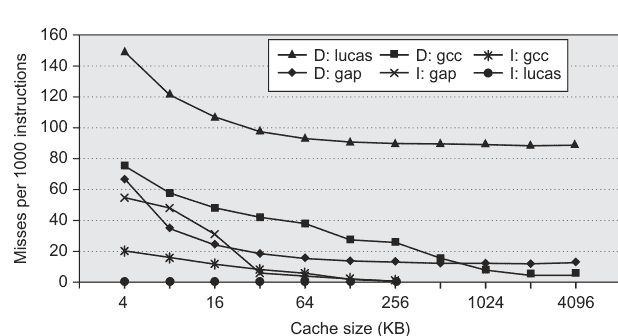 160
140
120
100
80
60
40
20
0
Misses per 1000 instructions
D: lucas D: gcc I: gcc
D: gap I: gap I: lucas
4 16 64 256 1024 4096
Cache size (KB)